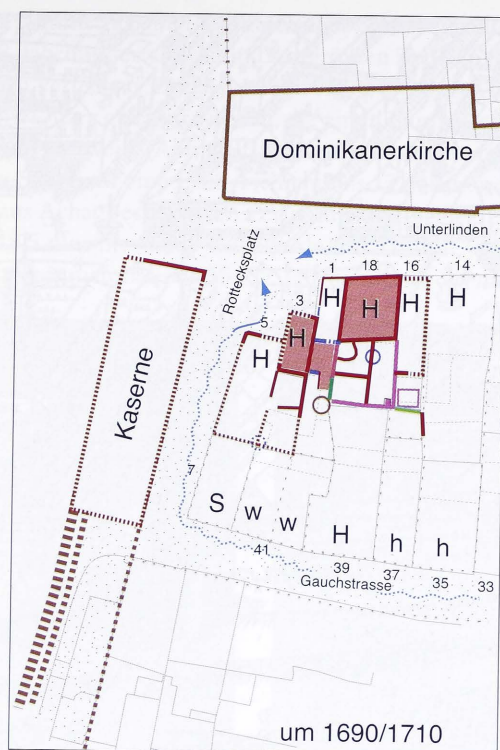 Dominikanerkirche
Unterlinden
Rottecksplatz
1 18 16 14
H H H H
3
H
5
H
Kaserne
7
S w w H h h
41 39 37 35 33
Gauchstrasse
um 1690/1710